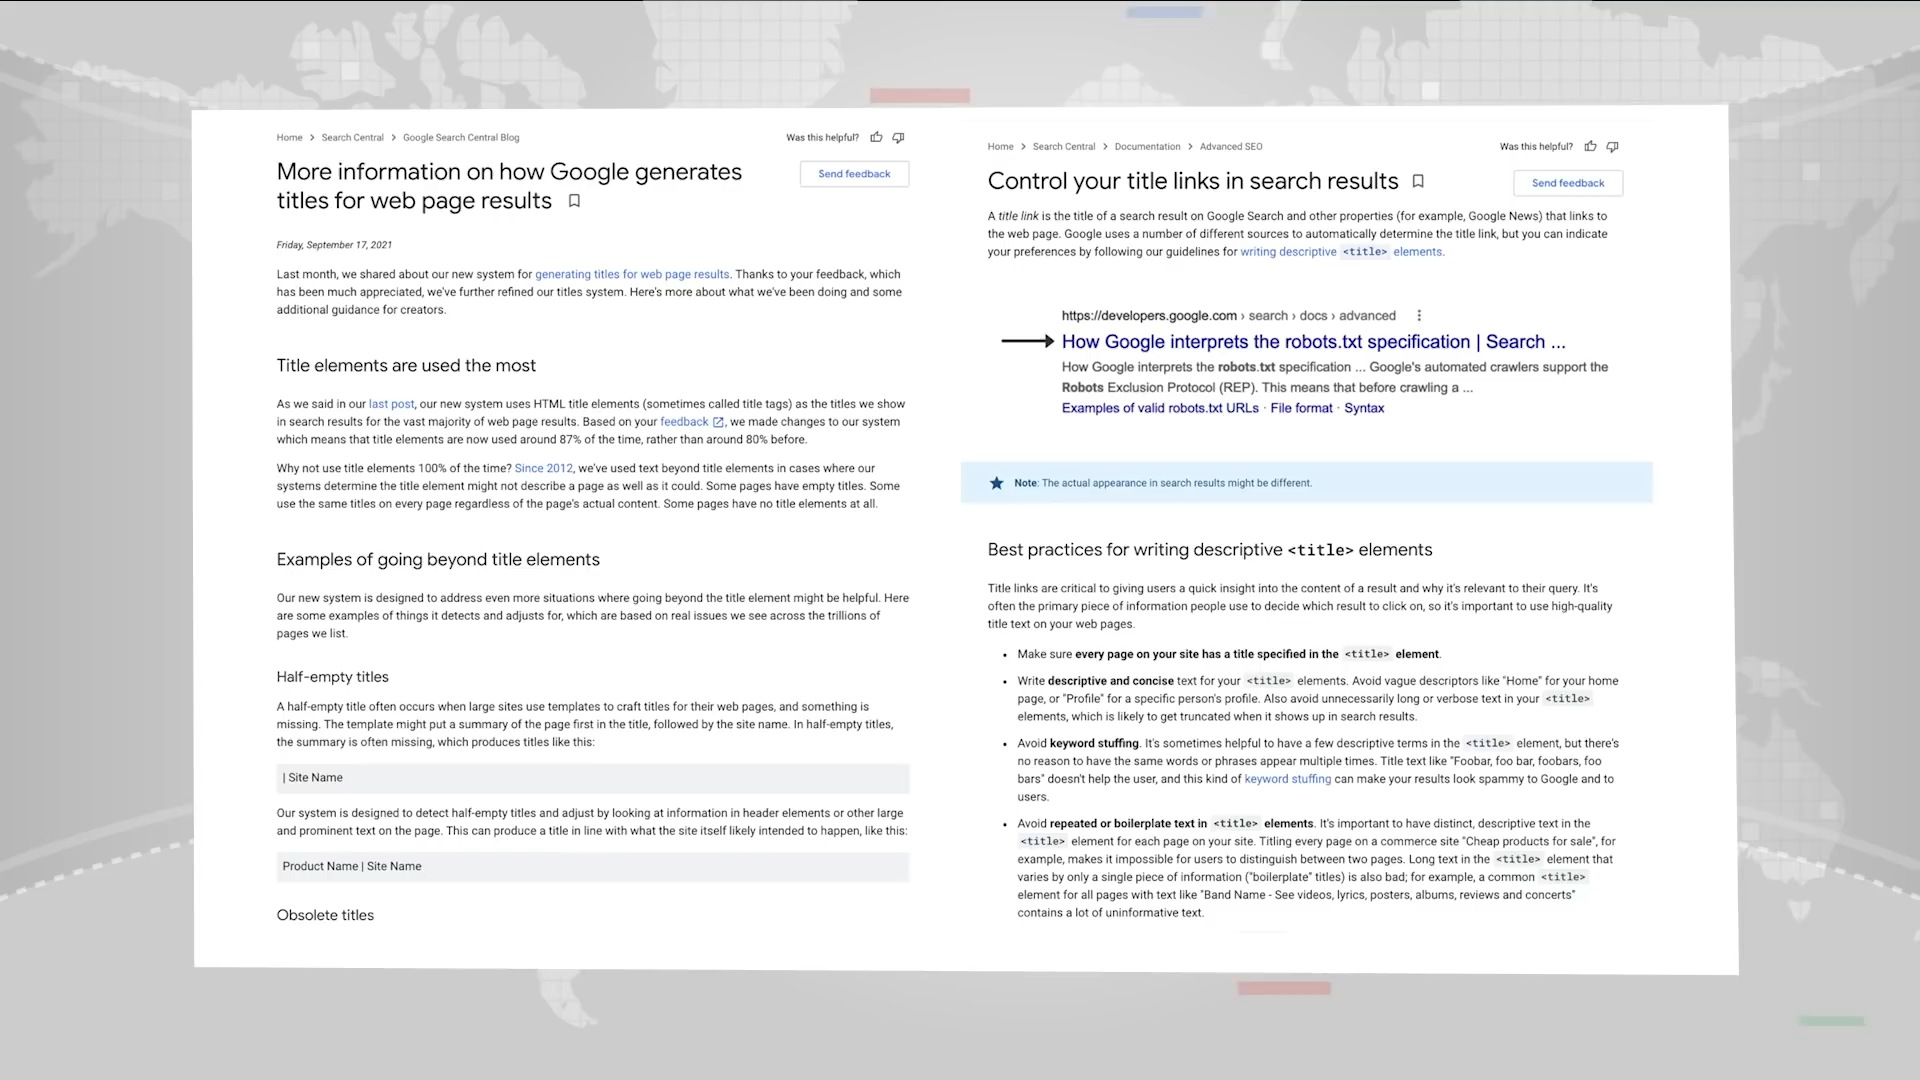 Home > Search Central > Google Search Central Blog
Was this helpful?
More information on how Google generates
titles for web page results
Send feedback
Friday, September 17, 2021
Last month, we shared about our new system for generating titles for web page results. Thanks to your feedback, which
has been much appreciated, we've further refined our titles system. Here's more about what we've been doing and some
additional guidance for creators.
Title elements are used the most
As we said in our last post, our new system uses HTML title elements (sometimes called title tags) as the titles we show
in search results for the vast majority of web page results. Based on your feedback, we made changes to our system
which means that title elements are now used around 87% of the time, rather than around 80% before.
Why not use title elements 100% of the time? Since 2012, we've used text beyond title elements in cases where our
systems determine the title element might not describe a page as well as it could. Some pages have empty titles. Some
use the same titles on every page regardless of the page's actual content. Some pages have no title elements at all.
Examples of going beyond title elements
Our new system is designed to address even more situations where going beyond the title element might be helpful. Here
are some examples of things it detects and adjusts for, which are based on real issues we see across the trillions of
pages we list.
Half-empty titles
A half-empty title often occurs when large sites use templates to craft titles for their web pages, and something is
missing. The template might put a summary of the page first in the title, followed by the site name. In half-empty titles,
the summary is often missing, which produces titles like this:
| Site Name
Our system is designed to detect half-empty titles and adjust by looking at information in header elements or other large
and prominent text on the page. This can produce a title in line with what the site itself likely intended to happen, like this:
Product Name | Site Name
Obsolete titles
Home > Search Central > Documentation > Advanced SEO
Was this helpful?
Control your title links in search results
Send feedback
A title link is the title of a search result on Google Search and other properties (for example, Google News) that links to
the web page. Google uses a number of different sources to automatically determine the title link, but you can indicate
your preferences by following our guidelines for writing descriptive <title> elements.
https://developers.google.com › search › docs › advanced
How Google interprets the robots.txt specification | Search ...
How Google interprets the robots.txt specification ... Google's automated crawlers support the
Robots Exclusion Protocol (REP). This means that before crawling a ...
Examples of valid robots.txt URLs · File format · Syntax
Note: The actual appearance in search results might be different.
Best practices for writing descriptive <title> elements
Title links are critical to giving users a quick insight into the content of a result and why it's relevant to their query. It's
often the primary piece of information people use to decide which result to click on, so it's important to use high-quality
title text on your web pages.
• Make sure every page on your site has a title specified in the <title> element.
• Write descriptive and concise text for your <title> elements. Avoid vague descriptors like "Home" for your home
page, or "Profile" for a specific person's profile. Also avoid unnecessarily long or verbose text in your <title>
elements, which is likely to get truncated when it shows up in search results.
• Avoid keyword stuffing. It's sometimes helpful to have a few descriptive terms in the <title> element, but there's
no reason to have the same words or phrases appear multiple times. Title text like "Foobar, foo bar, foobars, foo
bars" doesn't help the user, and this kind of keyword stuffing can make your results look spammy to Google and to
users.
• Avoid repeated or boilerplate text in <title> elements. It's important to have distinct, descriptive text in the
<title> element for each page on your site. Titling every page on a commerce site "Cheap products for sale", for
example, makes it impossible for users to distinguish between two pages. Long text in the <title> element that
varies by only a single piece of information ("boilerplate" titles) is also bad; for example, a common <title>
element for all pages with text like "Band Name - See videos, lyrics, posters, albums, reviews and concerts"
contains a lot of uninformative text.